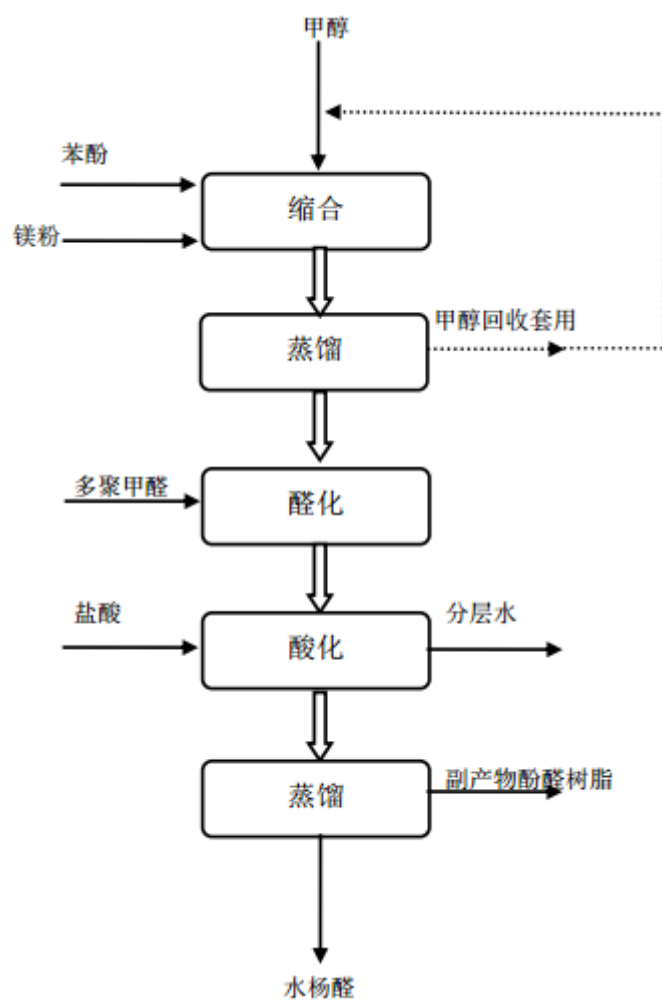 甲醇
苯酚
缩合
镁粉
甲醇回收套用
蒸馏
多聚甲醛
醛化
盐酸
分层水
酸化
副产物酚醛树脂
蒸馏
水杨醛